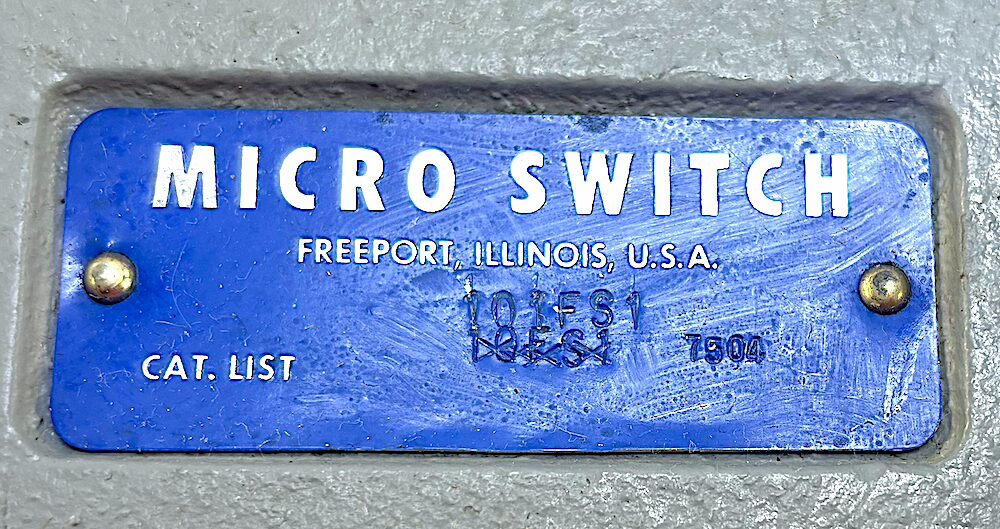 MICRO SWITCH
FREEPORT, ILLINOIS, U.S.A.
101FS1
CAT. LIST 7504